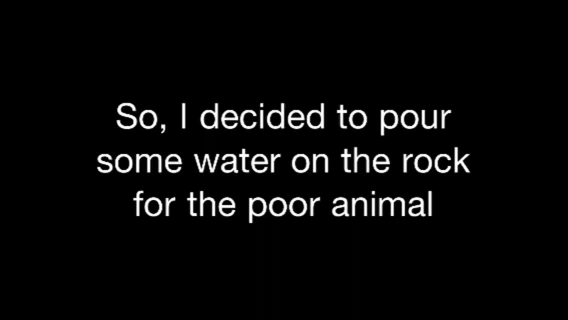 So, I decided to pour
some water on the rock
for the poor animal